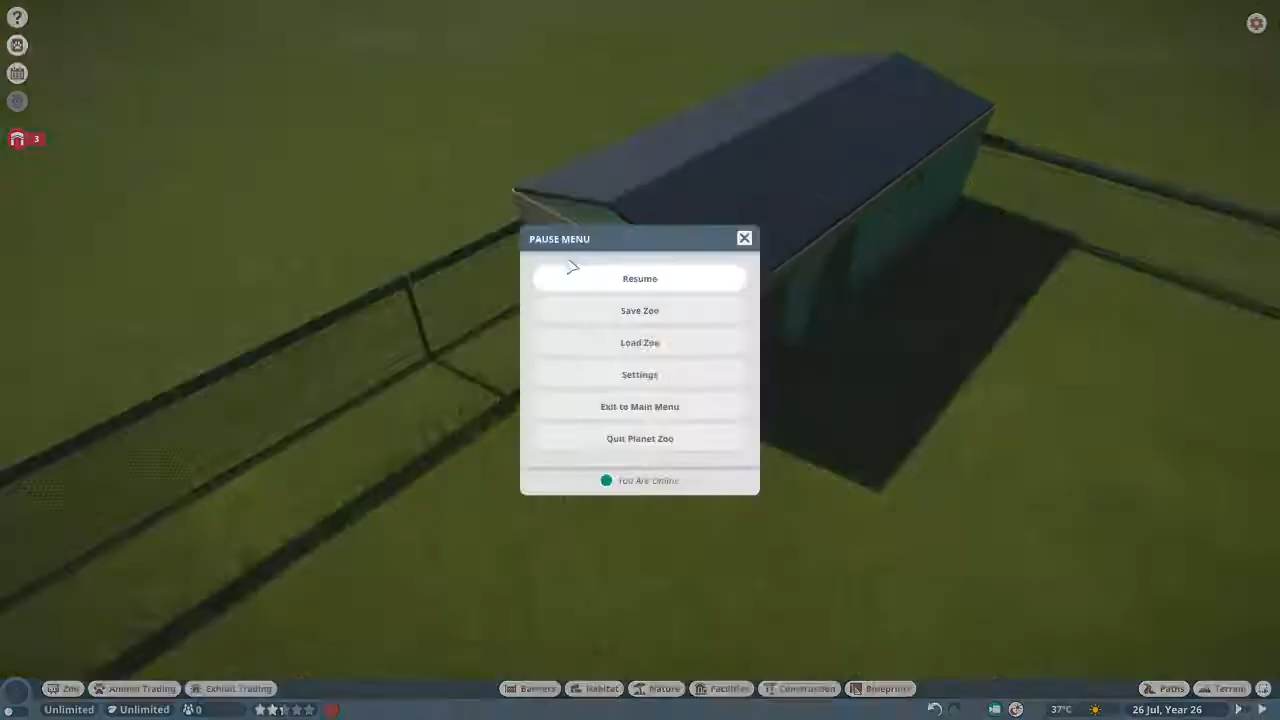 ?
3
PAUSE MENU
Resume
Save Zoo
Load Zoo
Settings
Exit to Main Menu
Quit Planet Zoo
You Are Online
Zoo Animal Trading Exhibit Trading Barriers Habitat Nature Facilities Construction Blueprints Paths Terrain
Unlimited Unlimited 0 37°C 26 Jul, Year 26